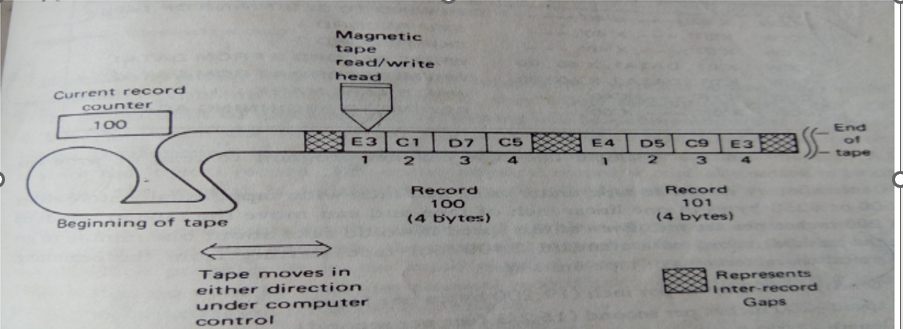 Magnetic
tape
read/write
head
Current record
counter
100
E3 C1 D7 C5 E4 D5 C9 E3
1 2 3 4 1 2 3 4
End
of
tape
Record
100
(4 bytes)
Record
101
(4 bytes)
Beginning of tape
Tape moves in
either direction
under computer
control
Represents
Inter-record
Gaps